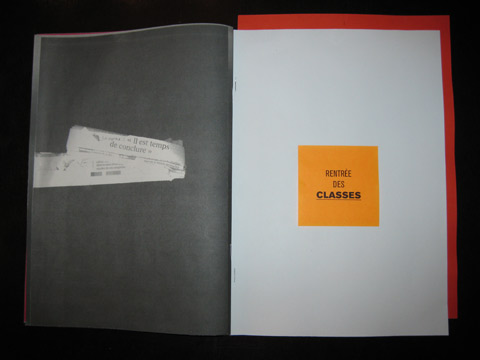 « Il est temps
de conclure »
RENTRÉE
DES
CLASSES